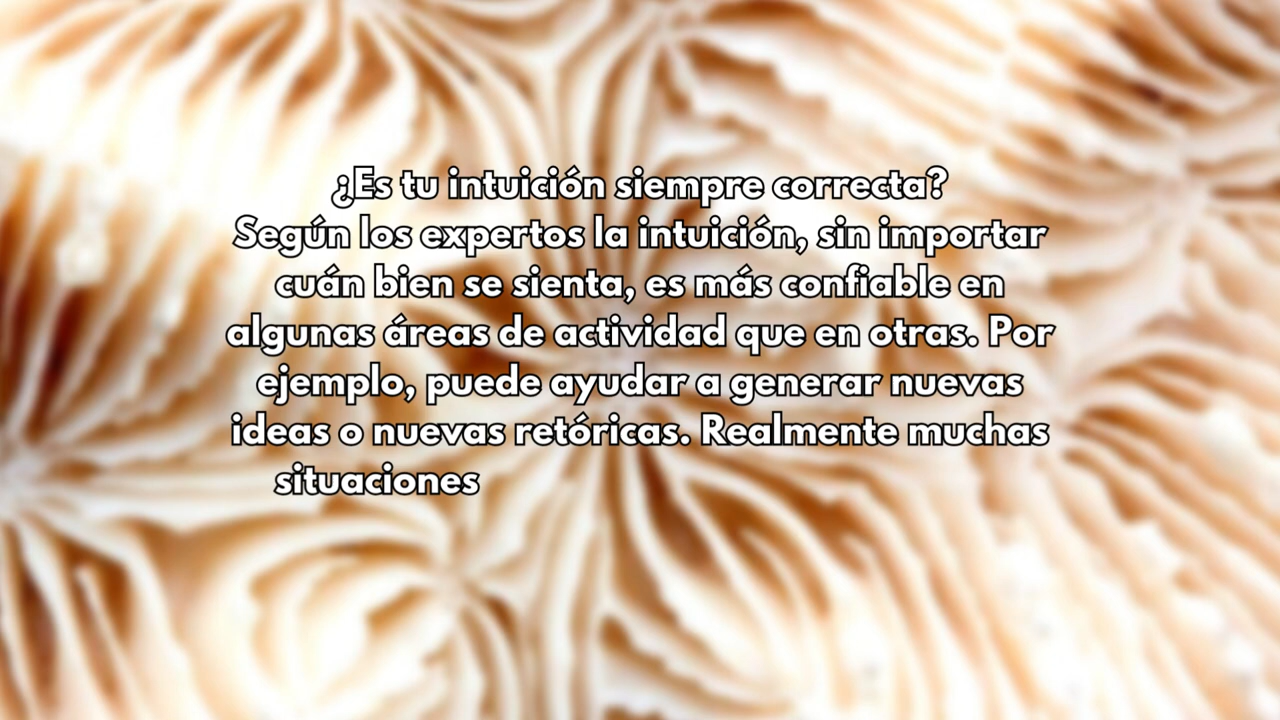 ¿Es tu intuición siempre correcta?
Según los expertos la intuición, sin importar
cuán bien se sienta, es más confiable en
algunas áreas de actividad que en otras. Por
ejemplo, puede ayudar a generar nuevas
ideas o nuevas retóricas. Realmente muchas
situaciones